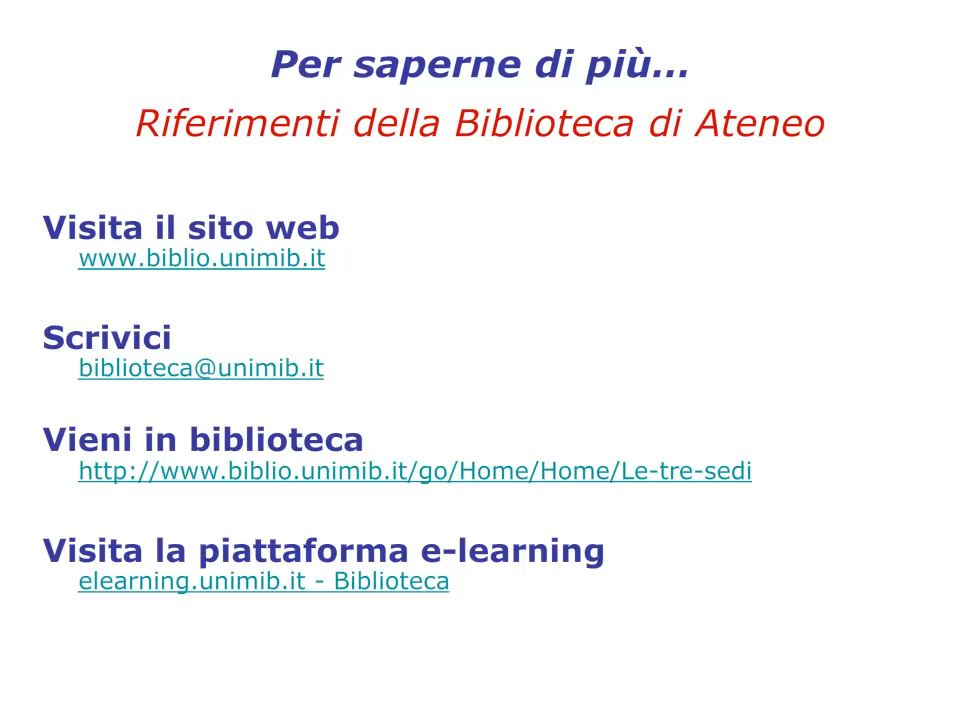 Per saperne di più…
Riferimenti della Biblioteca di Ateneo
Visita il sito web
www.biblio.unimib.it
Scrivici
biblioteca@unimib.it
Vieni in biblioteca
http://www.biblio.unimib.it/go/Home/Home/Le-tre-sedi
Visita la piattaforma e-learning
elearning.unimib.it - Biblioteca